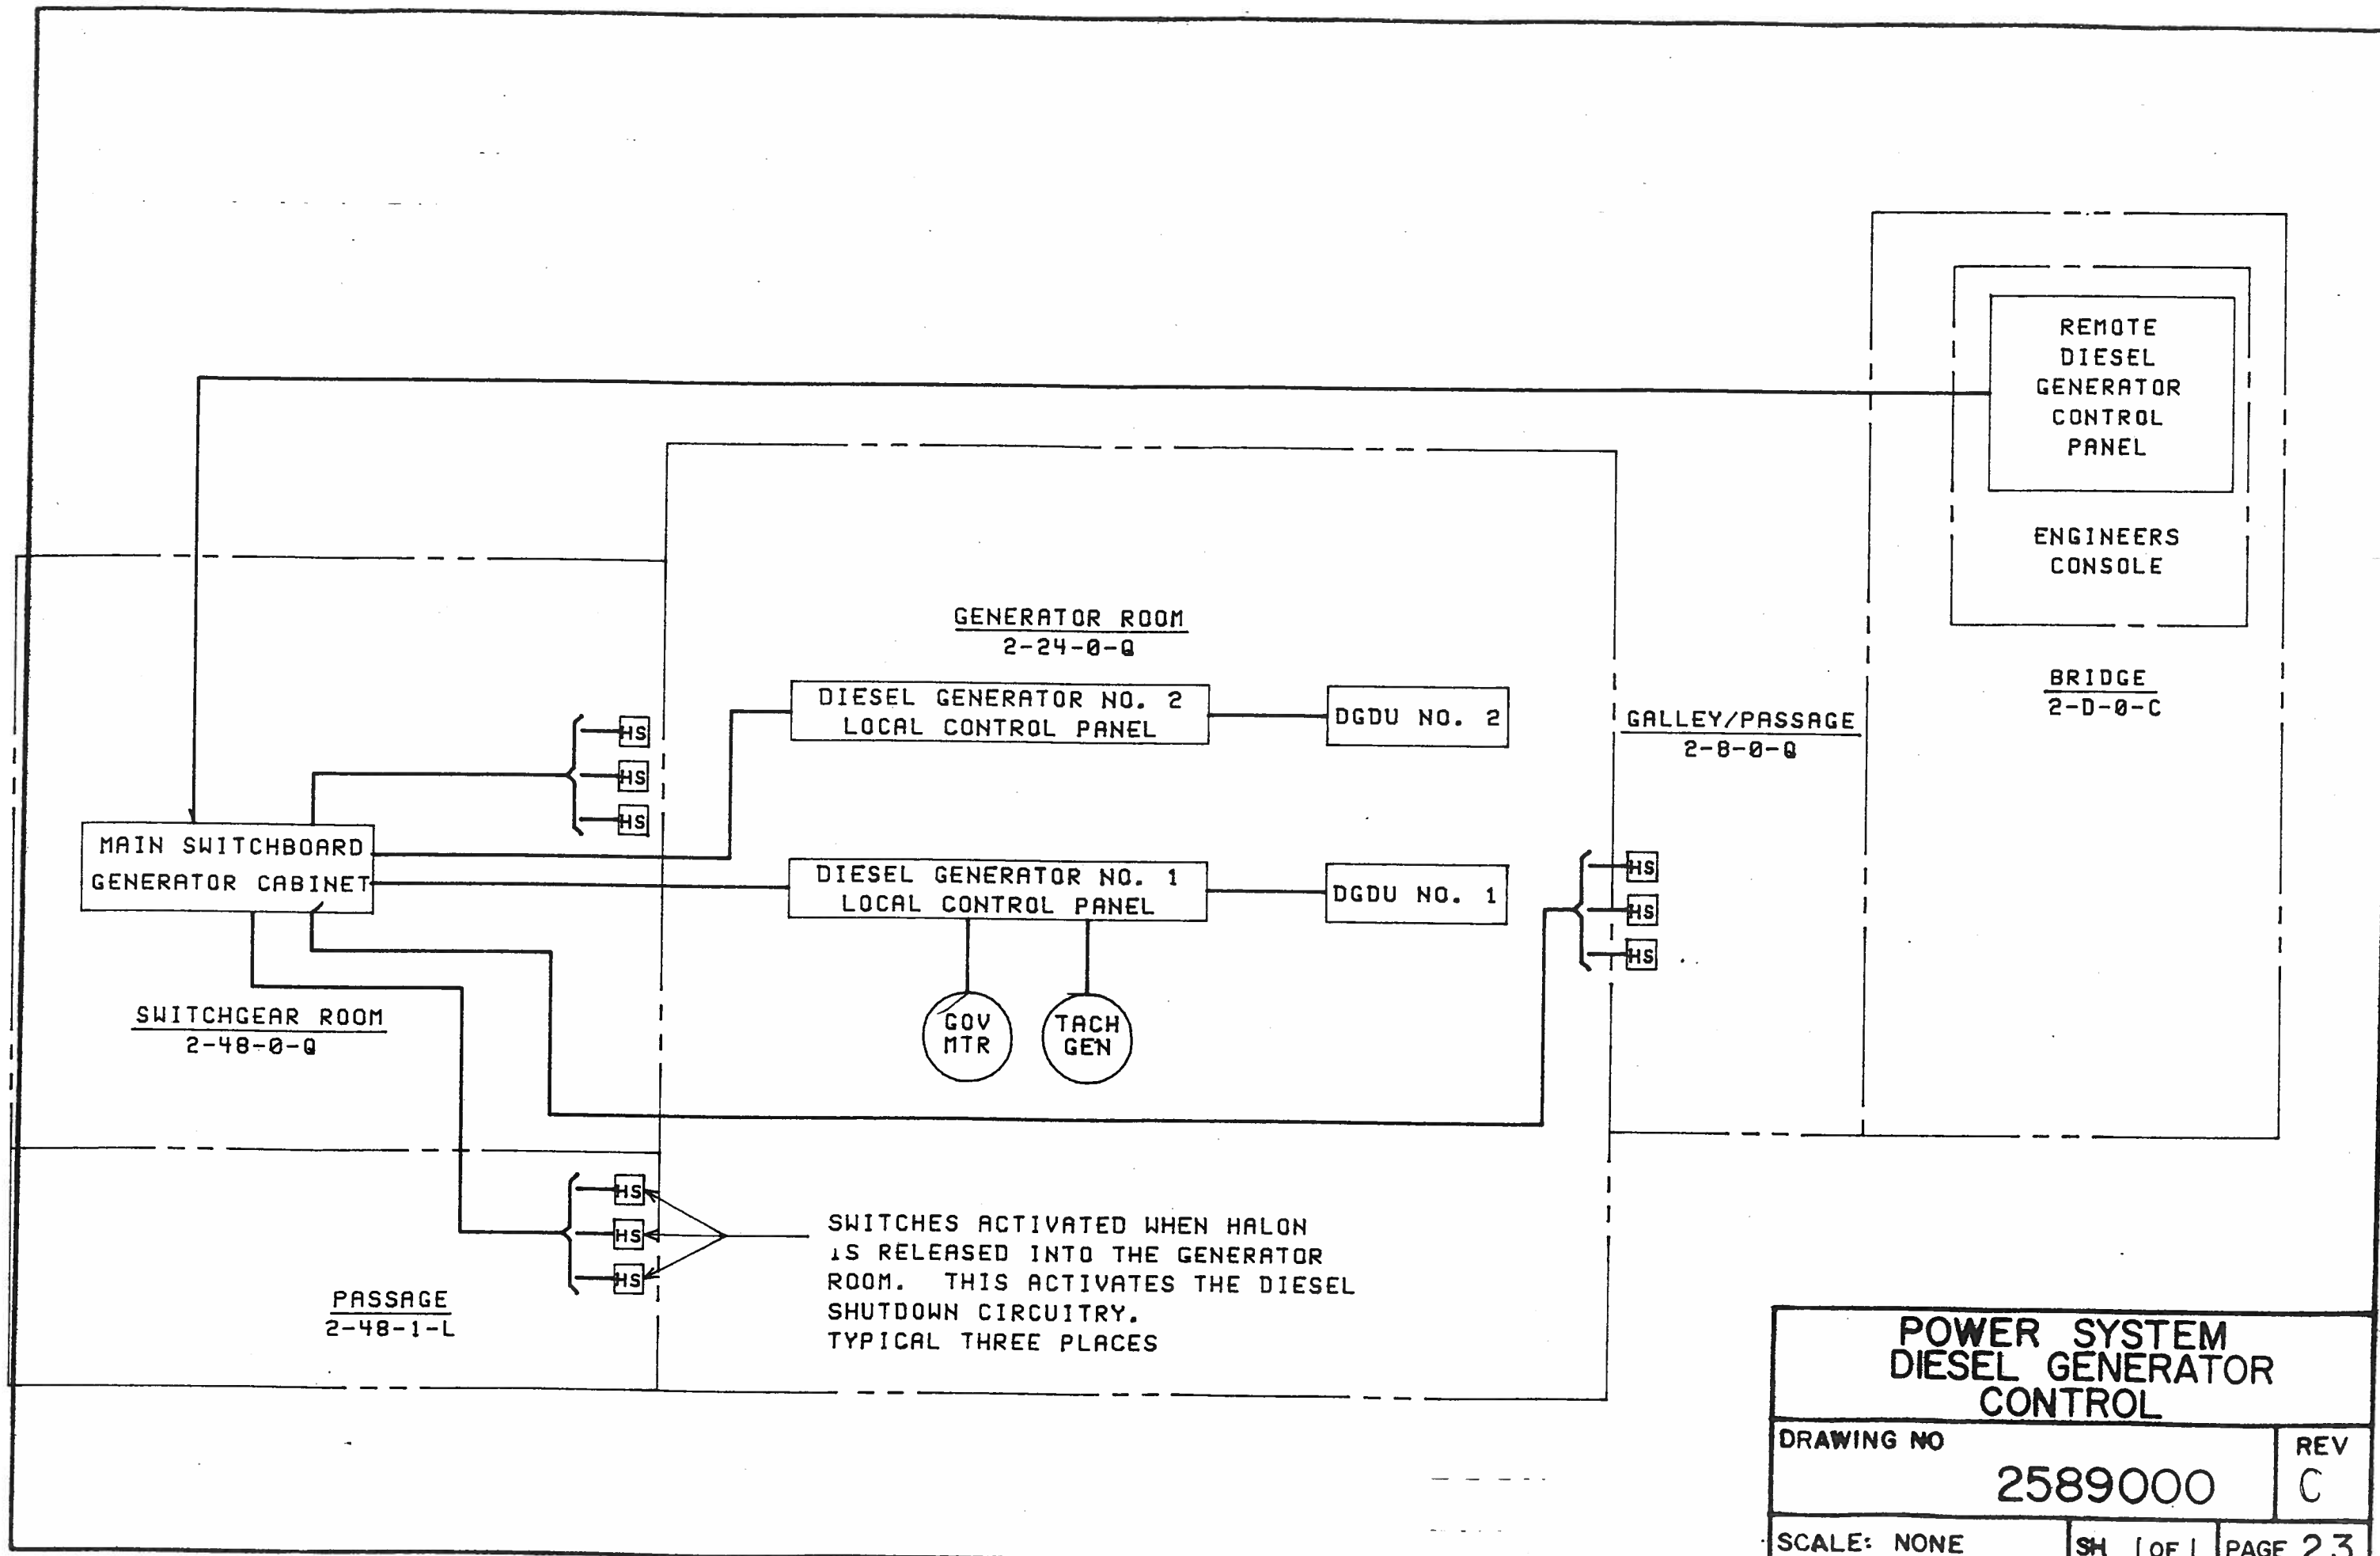 REMOTE
DIESEL
GENERATOR
CONTROL
PANEL
ENGINEERS
CONSOLE
BRIDGE
2-D-0-C
GENERATOR ROOM
2-24-0-Q
DIESEL GENERATOR NO. 2
LOCAL CONTROL PANEL
DGDU NO. 2
GALLEY/PASSAGE
2-8-0-Q
HS
HS
HS
MAIN SWITCHBOARD
GENERATOR CABINET
DIESEL GENERATOR NO. 1
LOCAL CONTROL PANEL
DGDU NO. 1
HS
HS
HS
GOV
MTR
TACH
GEN
SWITCHGEAR ROOM
2-48-0-Q
HS
HS
HS
SWITCHES ACTIVATED WHEN HALON
IS RELEASED INTO THE GENERATOR
ROOM. THIS ACTIVATES THE DIESEL
SHUTDOWN CIRCUITRY.
TYPICAL THREE PLACES
PASSAGE
2-48-1-L
POWER SYSTEM
DIESEL GENERATOR
CONTROL
DRAWING NO
2589000
REV
C
SCALE: NONE
SH 1 OF 1
PAGE 23